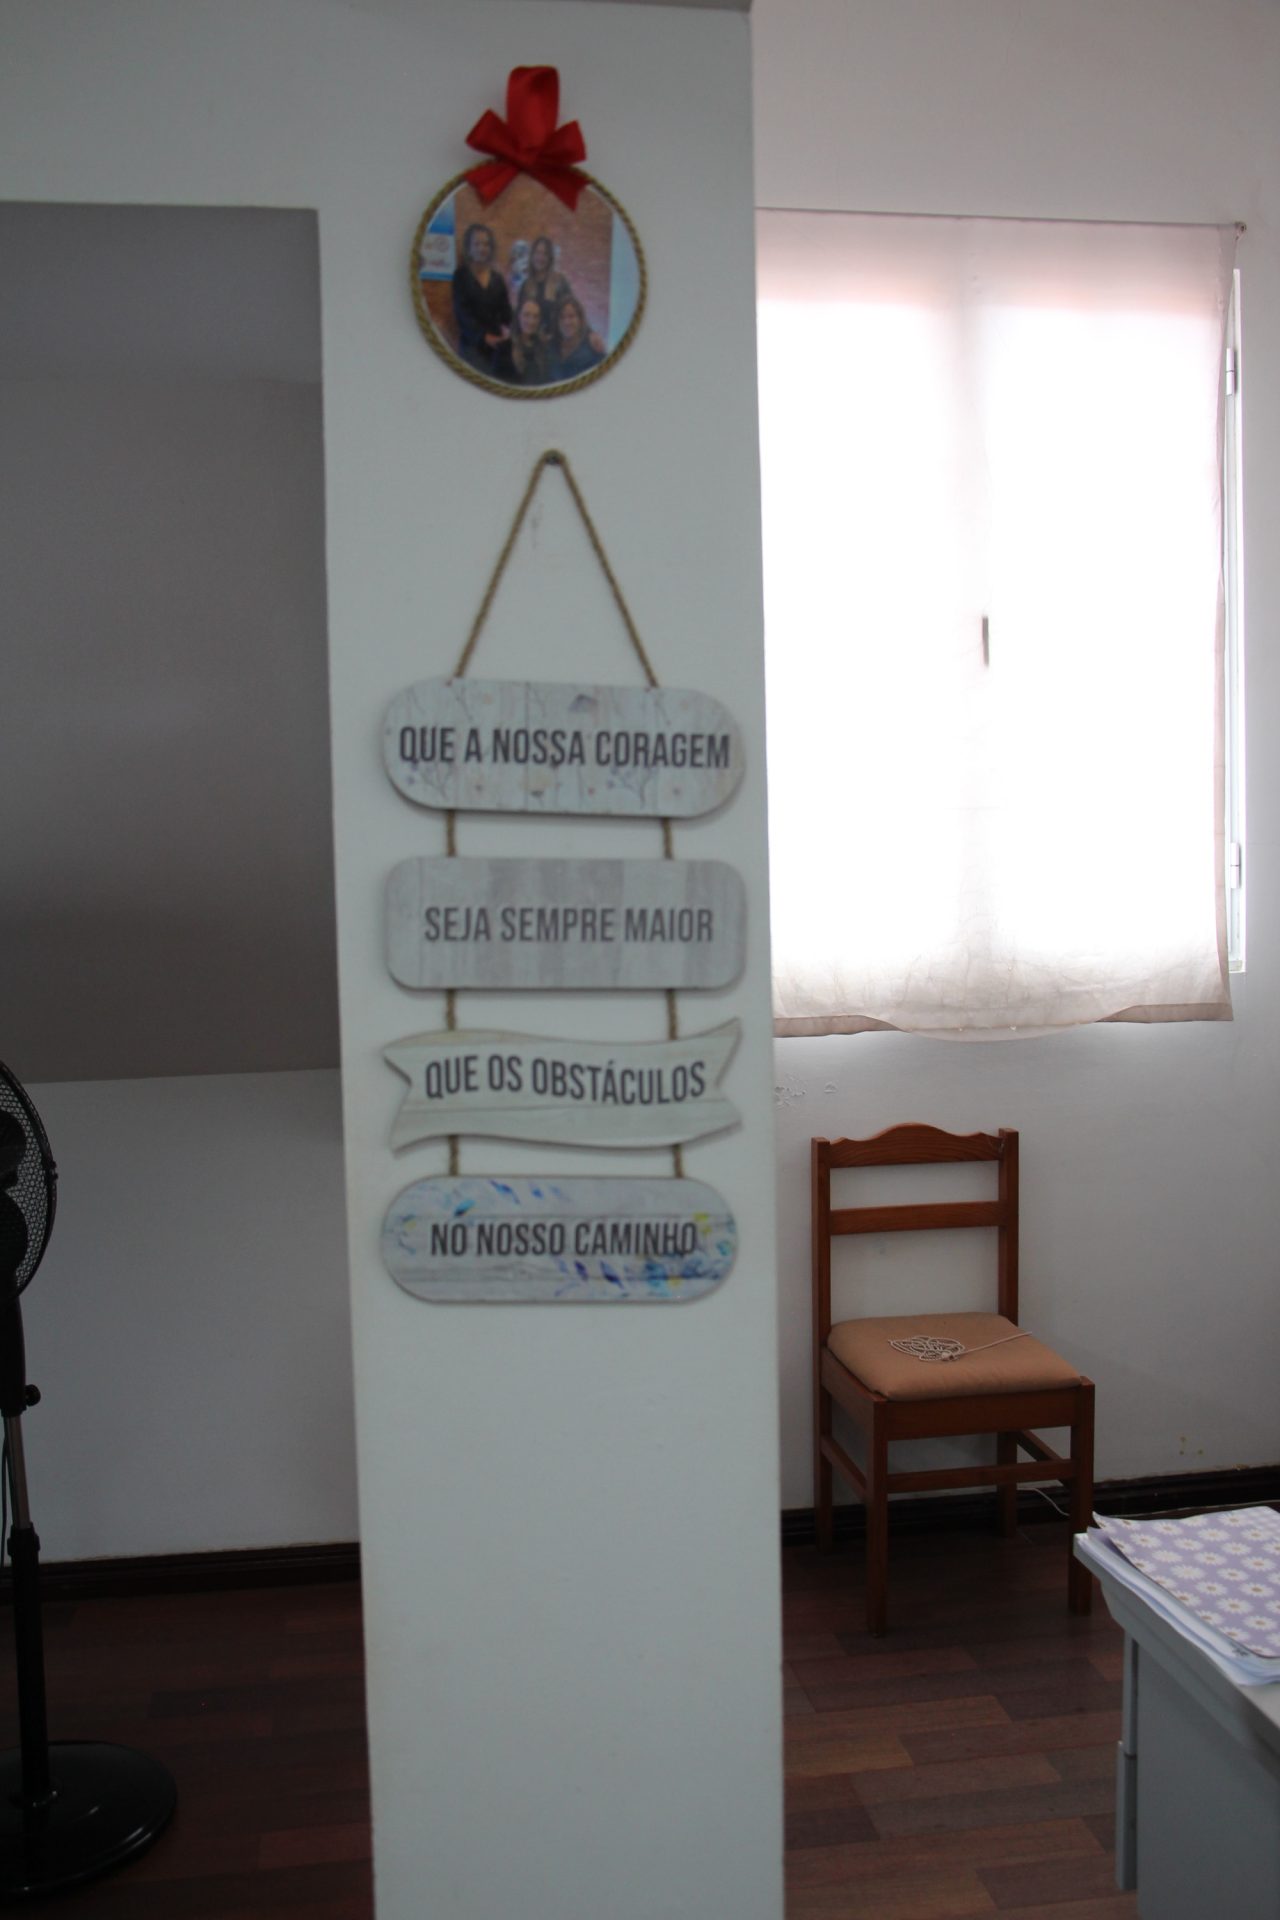 QUE A NOSSA CORAGEM
SEJA SEMPRE MAIOR
QUE OS OBSTÁCULOS
NO NOSSO CAMINHO